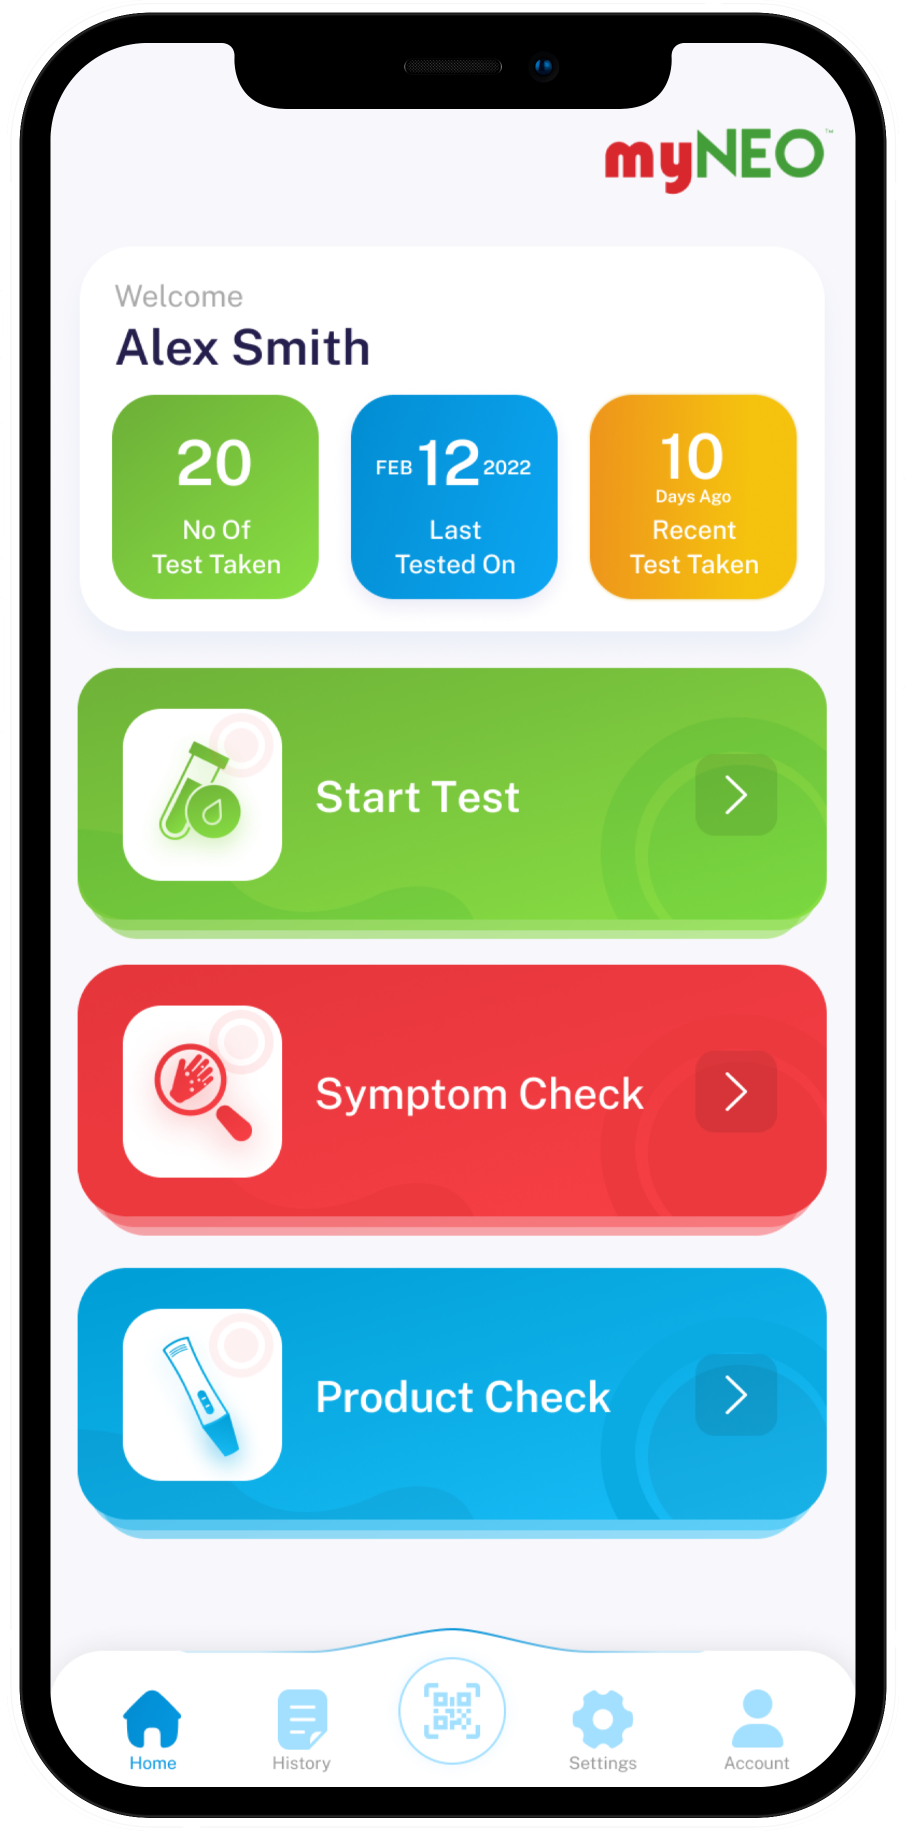 myNEO™
Welcome
Alex Smith
20
No Of
Test Taken
FEB 12 2022
Last
Tested On
10
Days Ago
Recent
Test Taken
Start Test
Symptom Check
Product Check
Home
History
Settings
Account